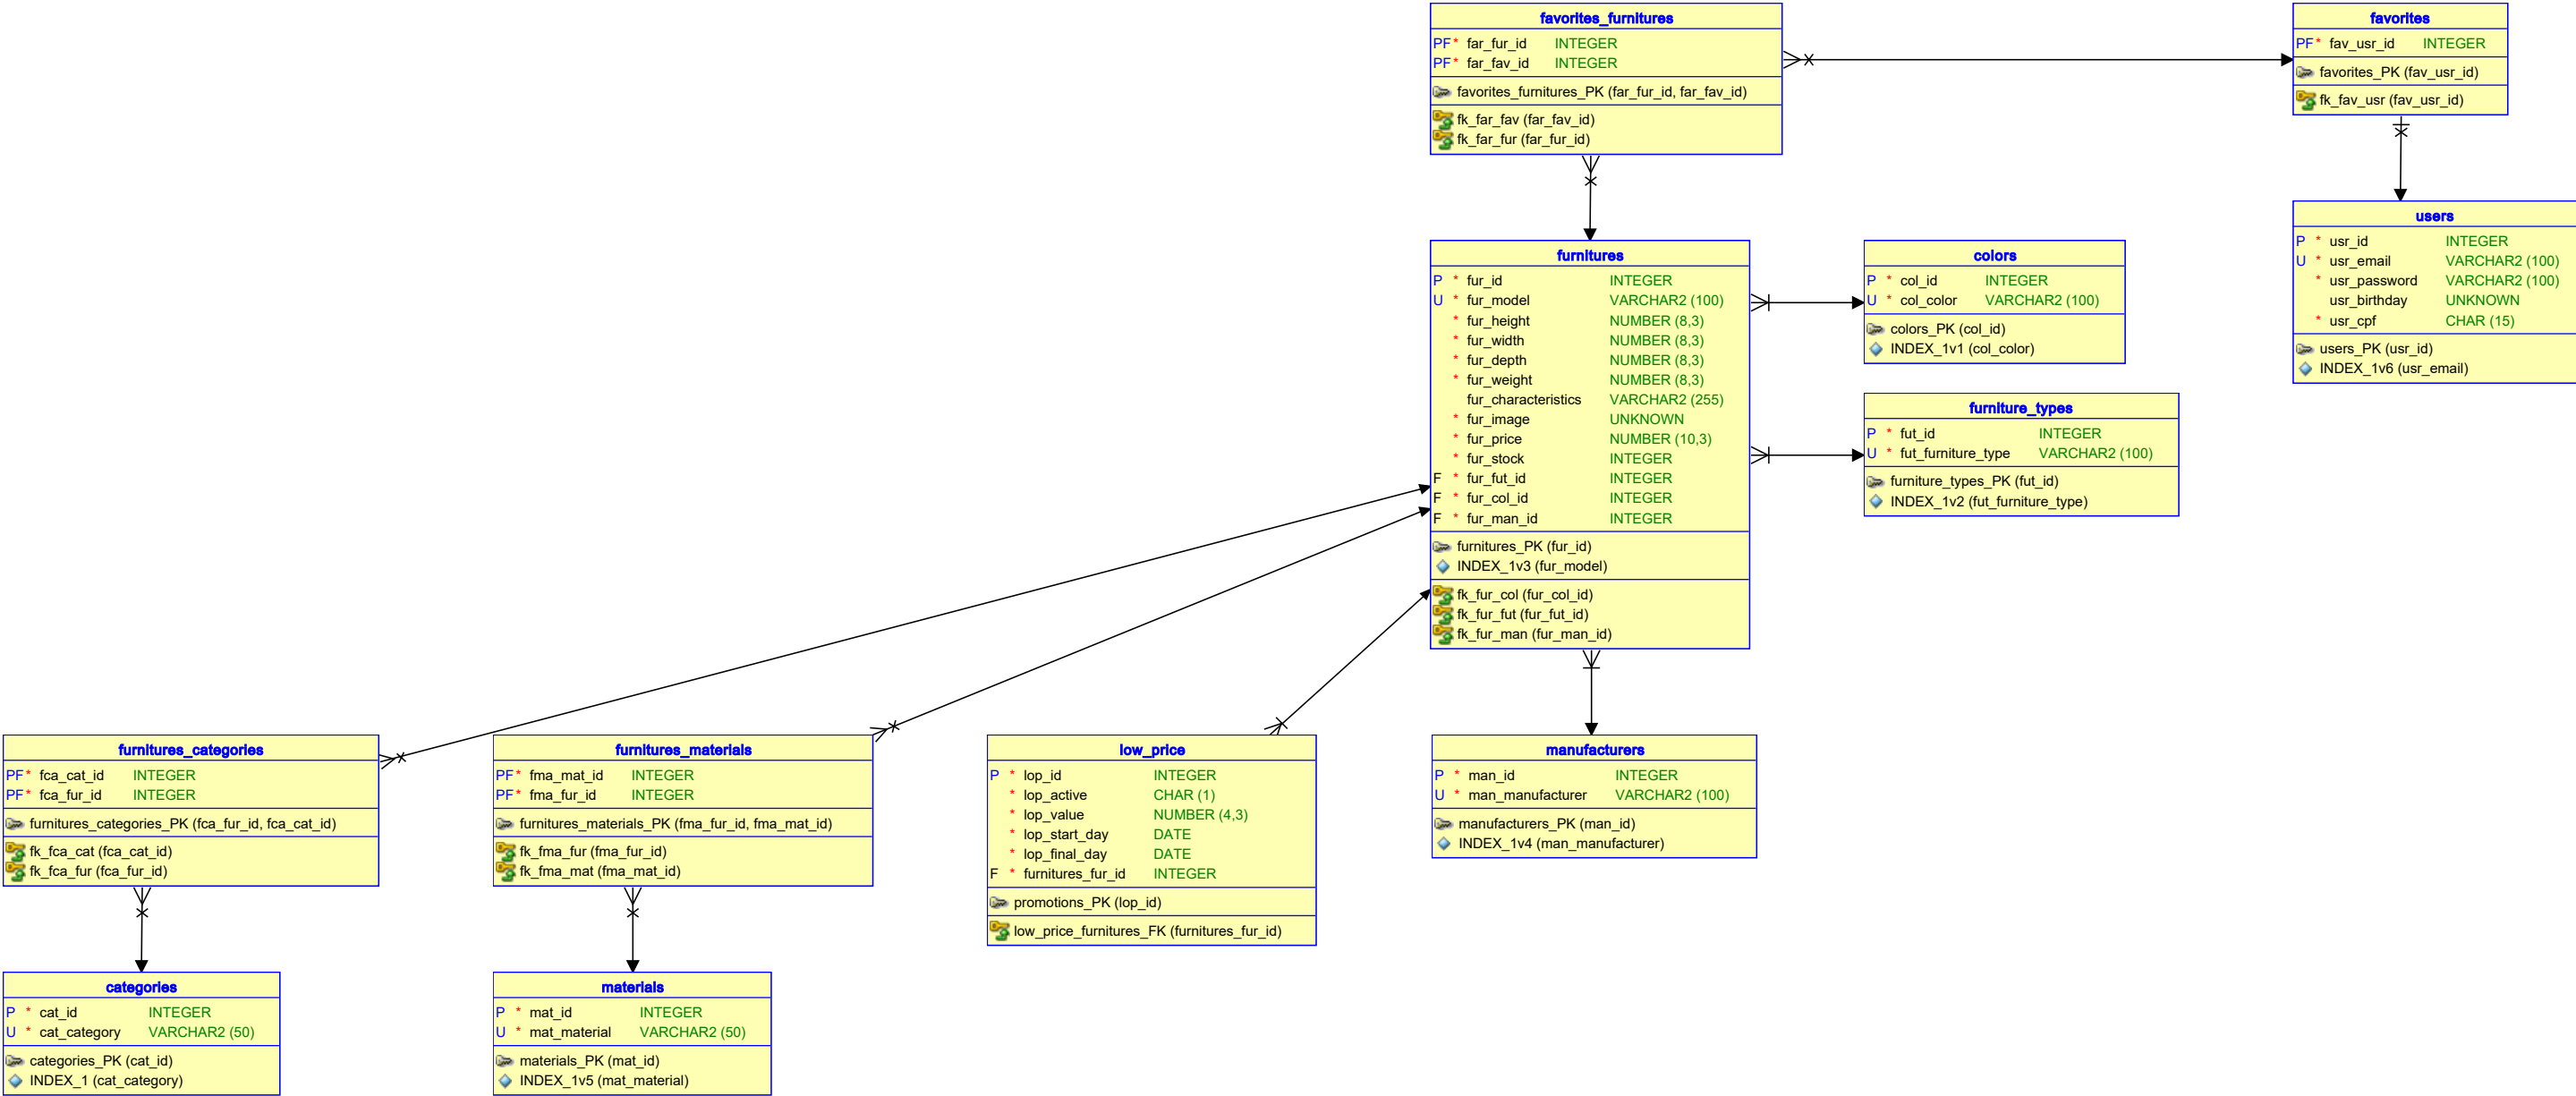 favorites_furnitures
PF* far_fur_id INTEGER
PF* far_fav_id INTEGER
favorites_furnitures_PK (far_fur_id, far_fav_id)
fk_far_fav (far_fav_id)
fk_far_fur (far_fur_id)
favorites
PF* fav_usr_id INTEGER
favorites_PK (fav_usr_id)
fk_fav_usr (fav_usr_id)
users
P * usr_id INTEGER
U * usr_email VARCHAR2 (100)
* usr_password VARCHAR2 (100)
usr_birthday UNKNOWN
* usr_cpf CHAR (15)
users_PK (usr_id)
INDEX_1v6 (usr_email)
furnitures
P * fur_id INTEGER
U * fur_model VARCHAR2 (100)
* fur_height NUMBER (8,3)
* fur_width NUMBER (8,3)
* fur_depth NUMBER (8,3)
* fur_weight NUMBER (8,3)
fur_characteristics VARCHAR2 (255)
* fur_image UNKNOWN
* fur_price NUMBER (10,3)
* fur_stock INTEGER
F * fur_fut_id INTEGER
F * fur_col_id INTEGER
F * fur_man_id INTEGER
furnitures_PK (fur_id)
INDEX_1v3 (fur_model)
fk_fur_col (fur_col_id)
fk_fur_fut (fur_fut_id)
fk_fur_man (fur_man_id)
colors
P * col_id INTEGER
U * col_color VARCHAR2 (100)
colors_PK (col_id)
INDEX_1v1 (col_color)
furniture_types
P * fut_id INTEGER
U * fut_furniture_type VARCHAR2 (100)
furniture_types_PK (fut_id)
INDEX_1v2 (fut_furniture_type)
furnitures_categories
PF* fca_cat_id INTEGER
PF* fca_fur_id INTEGER
furnitures_categories_PK (fca_fur_id, fca_cat_id)
fk_fca_cat (fca_cat_id)
fk_fca_fur (fca_fur_id)
furnitures_materials
PF* fma_mat_id INTEGER
PF* fma_fur_id INTEGER
furnitures_materials_PK (fma_fur_id, fma_mat_id)
fk_fma_fur (fma_fur_id)
fk_fma_mat (fma_mat_id)
low_price
P * lop_id INTEGER
* lop_active CHAR (1)
* lop_value NUMBER (4,3)
* lop_start_day DATE
* lop_final_day DATE
F * furnitures_fur_id INTEGER
promotions_PK (lop_id)
low_price_furnitures_FK (furnitures_fur_id)
manufacturers
P * man_id INTEGER
U * man_manufacturer VARCHAR2 (100)
manufacturers_PK (man_id)
INDEX_1v4 (man_manufacturer)
categories
P * cat_id INTEGER
U * cat_category VARCHAR2 (50)
categories_PK (cat_id)
INDEX_1 (cat_category)
materials
P * mat_id INTEGER
U * mat_material VARCHAR2 (50)
materials_PK (mat_id)
INDEX_1v5 (mat_material)